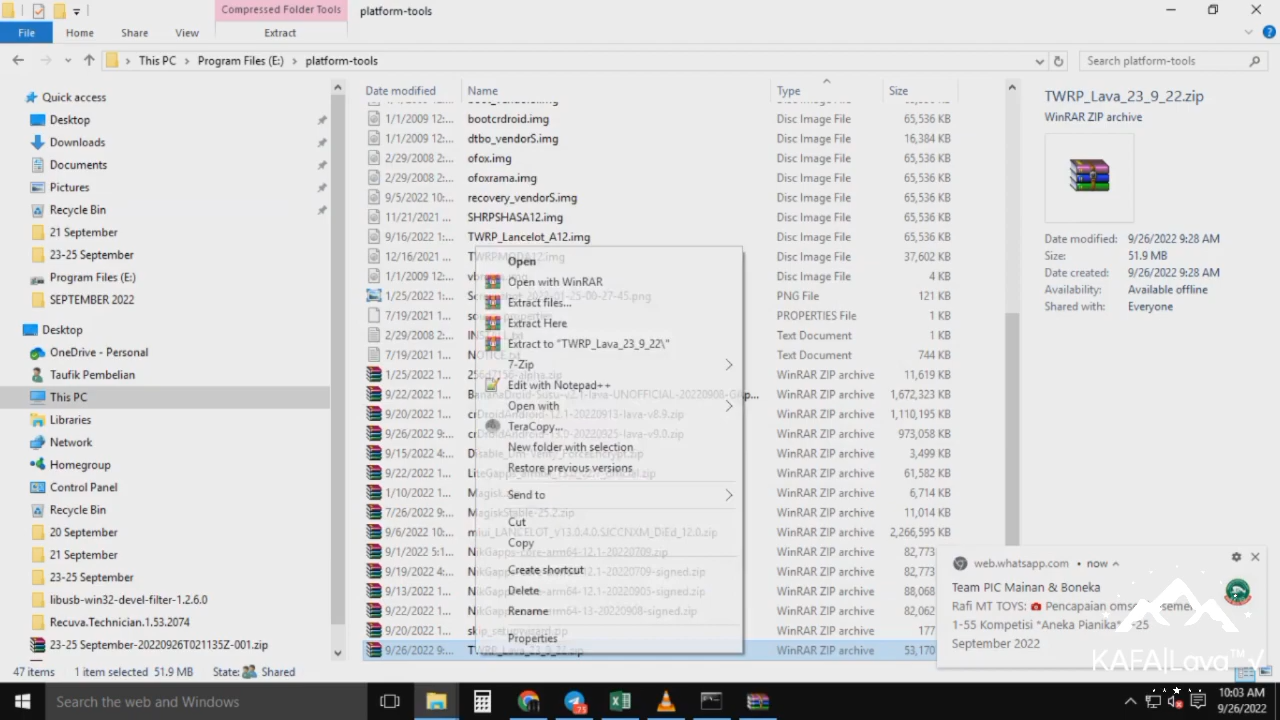 Compressed Folder Tools
platform-tools
File
Home
Share
View
Extract
This PC
Program Files (E:)
platform-tools
Search platform-tools
Quick access
Desktop
Downloads
Documents
Pictures
Recycle Bin
21 September
23-25 September
Program Files (E:)
SEPTEMBER 2022
Desktop
OneDrive - Personal
Taufik Pembelian
This PC
Libraries
Network
Homegroup
Control Panel
Recycle Bin
20 September
21 September
23-25 September
libusb-win32-devel-filter-1.2.6.0
Recuva.Technician.1.53.2074
23-25 September-20220926T021135Z-001.zip
Date modified Name Type Size
1/1/2009 12:... bootcrdroid.img Disc Image File 65,536 KB
1/1/2009 12:... dtbo_vendorS.img Disc Image File 16,384 KB
2/29/2008 2:... ofox.img Disc Image File 65,536 KB
2/29/2008 2:... ofoxrama.img Disc Image File 65,536 KB
9/5/2022 10:... recovery_vendorS.img Disc Image File 65,536 KB
11/21/2021 ... SHRPSHASA12.img Disc Image File 65,536 KB
9/16/2022 1:... TWRP_Lancelot_A12.img Disc Image File 65,536 KB
12/16/2021 ... Disc Image File 37,602 KB
1/1/2009 12:... Disc Image File 4 KB
1/25/2022 1:... PNG File 121 KB
7/19/2021 1... PROPERTIES File 1 KB
2/29/2008 2:... Text Document 1 KB
7/19/2021 1... Text Document 744 KB
1/25/2022 1:... WinRAR ZIP archive 11,619 KB
9/22/2022 1... WinRAR ZIP archive 1,672,323 KB
9/20/2022 1... WinRAR ZIP archive 1,110,195 KB
9/26/2022 9:... WinRAR ZIP archive 973,058 KB
9/15/2022 4:... WinRAR ZIP archive 3,499 KB
9/22/2022 1... WinRAR ZIP archive 61,582 KB
1/10/2022 1... WinRAR ZIP archive 6,714 KB
7/26/2022 9:... MagiskStable-25.2.zip WinRAR ZIP archive 11,014 KB
9/6/2022 10:... WinRAR ZIP archive 2,266,595 KB
9/1/2022 5:1... NikGapps-core-arm64-12.1-20220709.zip WinRAR ZIP archive 82,773
9/19/2022 4:... WinRAR ZIP archive 82,773
9/13/2022 1... WinRAR ZIP archive 88,068
9/22/2022 1... WinRAR ZIP archive 82,062
9/20/2022 1... WinRAR ZIP archive 177
9/26/2022 9:... TWRP_Lava_23_9_22.zip WinRAR ZIP archive 53,170
Open
Open with WinRAR
Extract files...
Extract Here
Extract to "TWRP_Lava_23_9_22\"
7-Zip
Edit with Notepad++
Open with
TeraCopy...
New folder with selection
Restore previous versions
Send to
Cut
Copy
Create shortcut
Delete
Rename
Properties
TWRP_Lava_23_9_22.zip
WinRAR ZIP archive
Date modified: 9/26/2022 9:28 AM
Size: 51.9 MB
Date created: 9/26/2022 9:28 AM
Availability: Available offline
Shared with: Everyone
web.whatsapp.com • now
Team PIC Mainan & Boneka
Rafi MT TOYS: Pencapaian
1-55 Kompetisi "Aneka Pianika"
September 2022
KAFA|Lava™√
47 items 1 item selected 51.9 MB State: Shared
Search the web and Windows
10:03 AM
9/26/2022